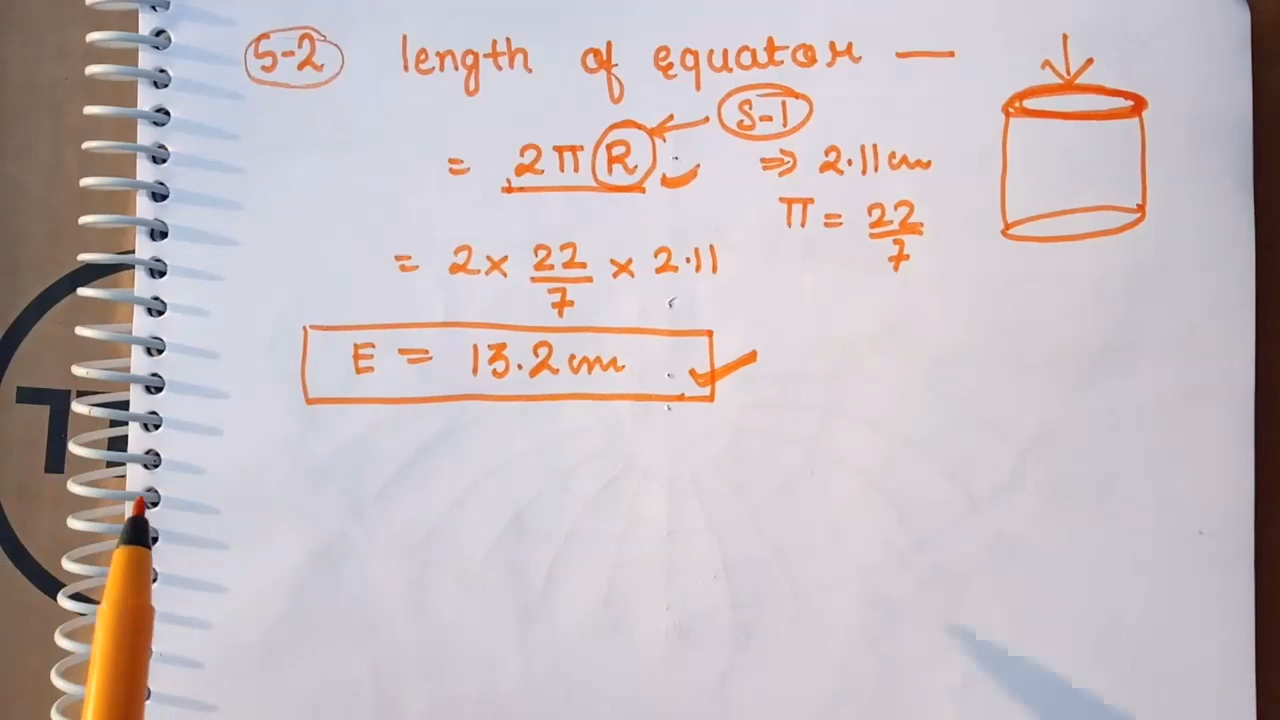 S-2 length of equator —
= 2π R ← S-1 ⇒ 2.11 cm
π = 22/7
= 2 × 22/7 × 2.11
E = 13.2 cm ✓